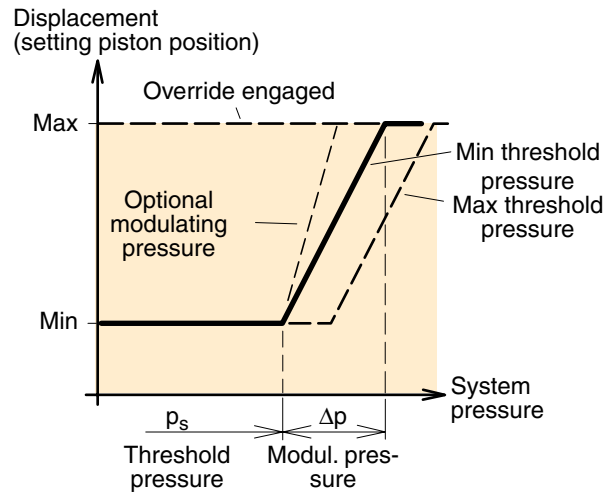 Displacement
(setting piston position)
Override engaged
Max
Min threshold
pressure
Optional
modulating
pressure
Max threshold
pressure
Min
System
pressure
pₛ
Δp
Threshold
pressure
Modul. pres-
sure